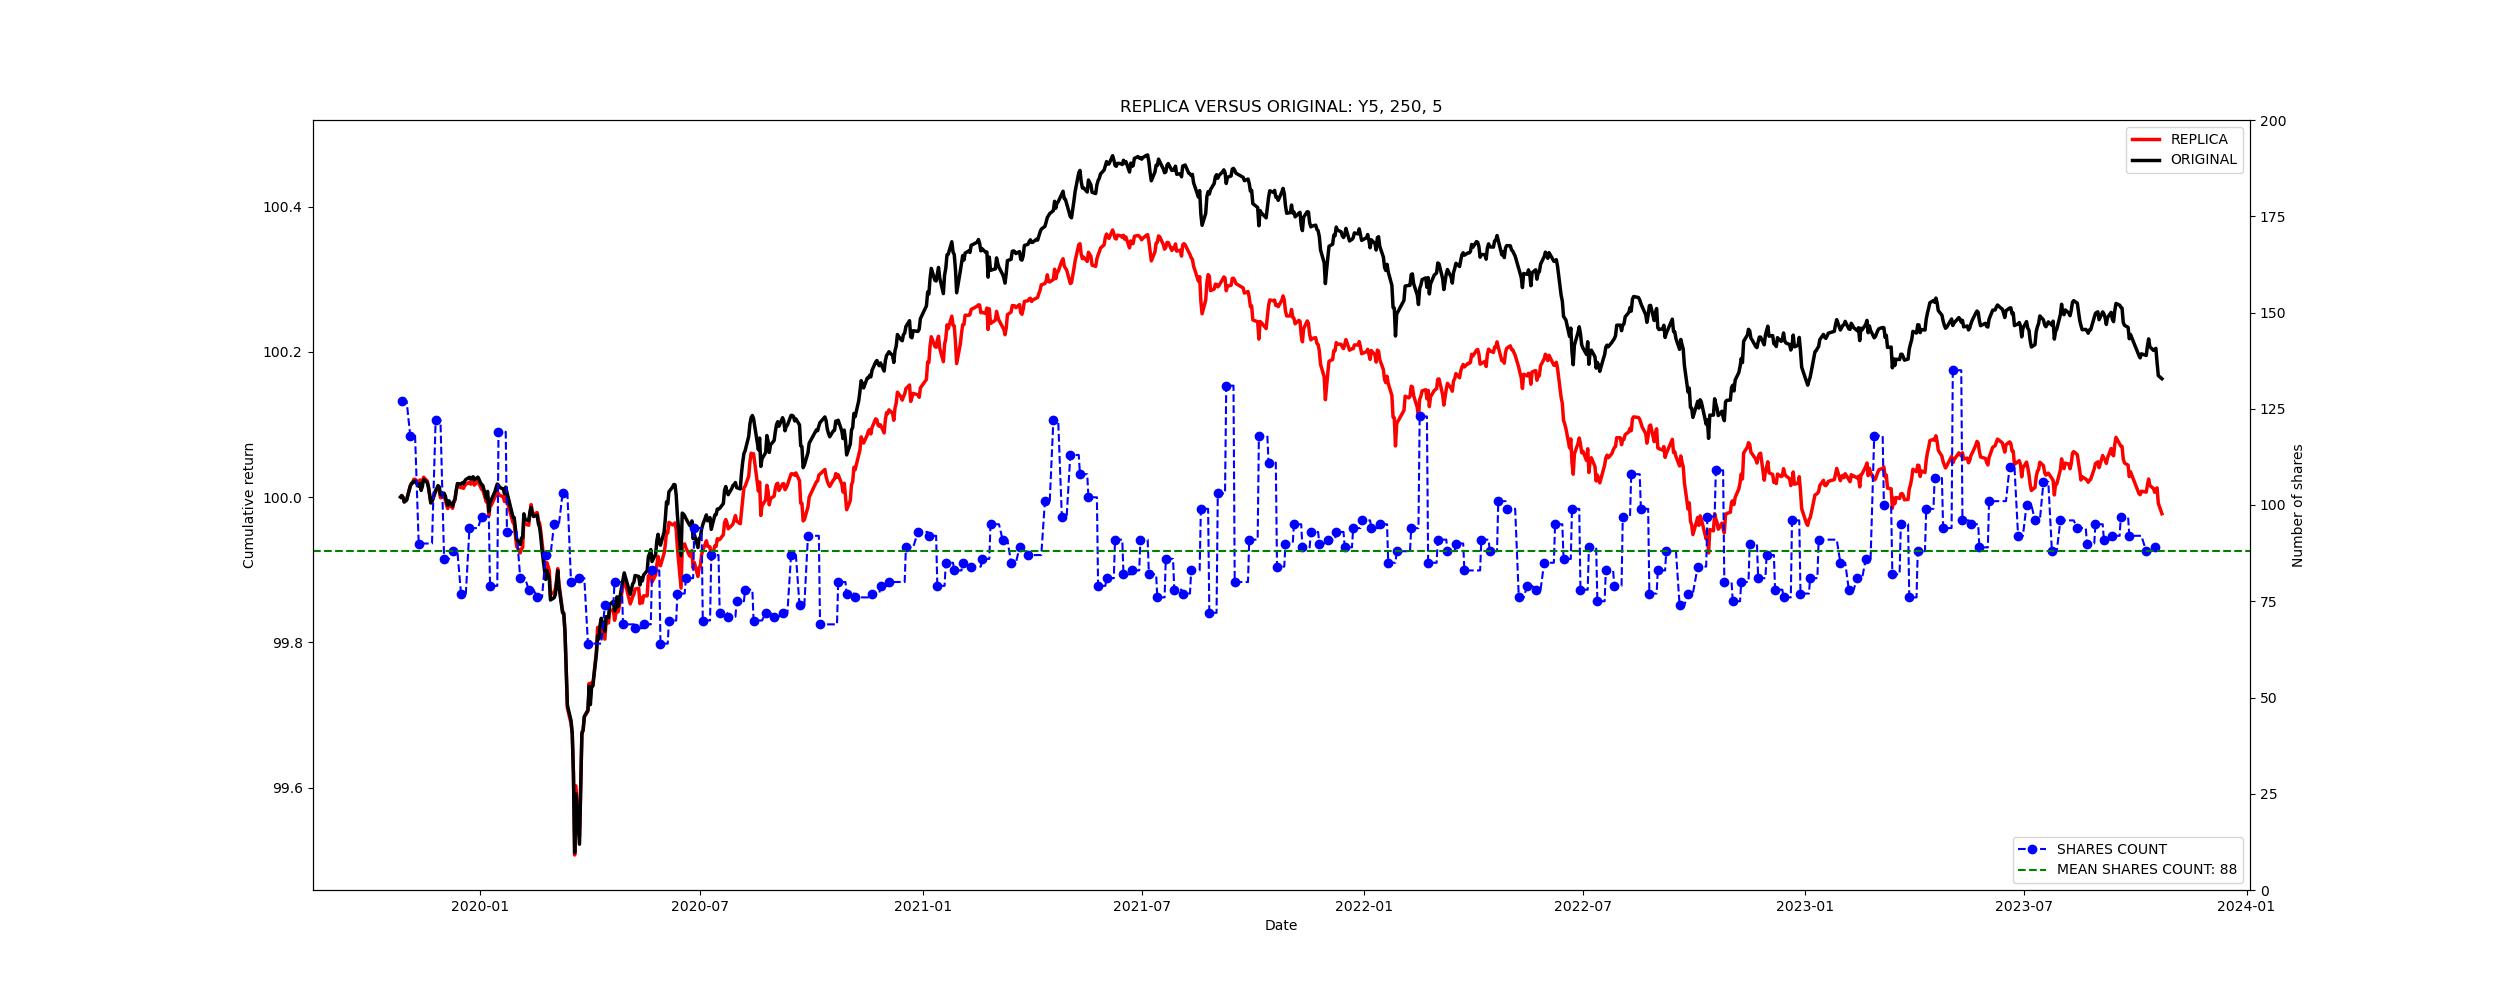 REPLICA VERSUS ORIGINAL: Y5, 250, 5
REPLICA
ORIGINAL
Cumulative return
100.4
100.2
100.0
99.8
99.6
200
175
150
125
100
75
50
25
0
Number of shares
SHARES COUNT
MEAN SHARES COUNT: 88
2020-01
2020-07
2021-01
2021-07
2022-01
2022-07
2023-01
2023-07
2024-01
Date